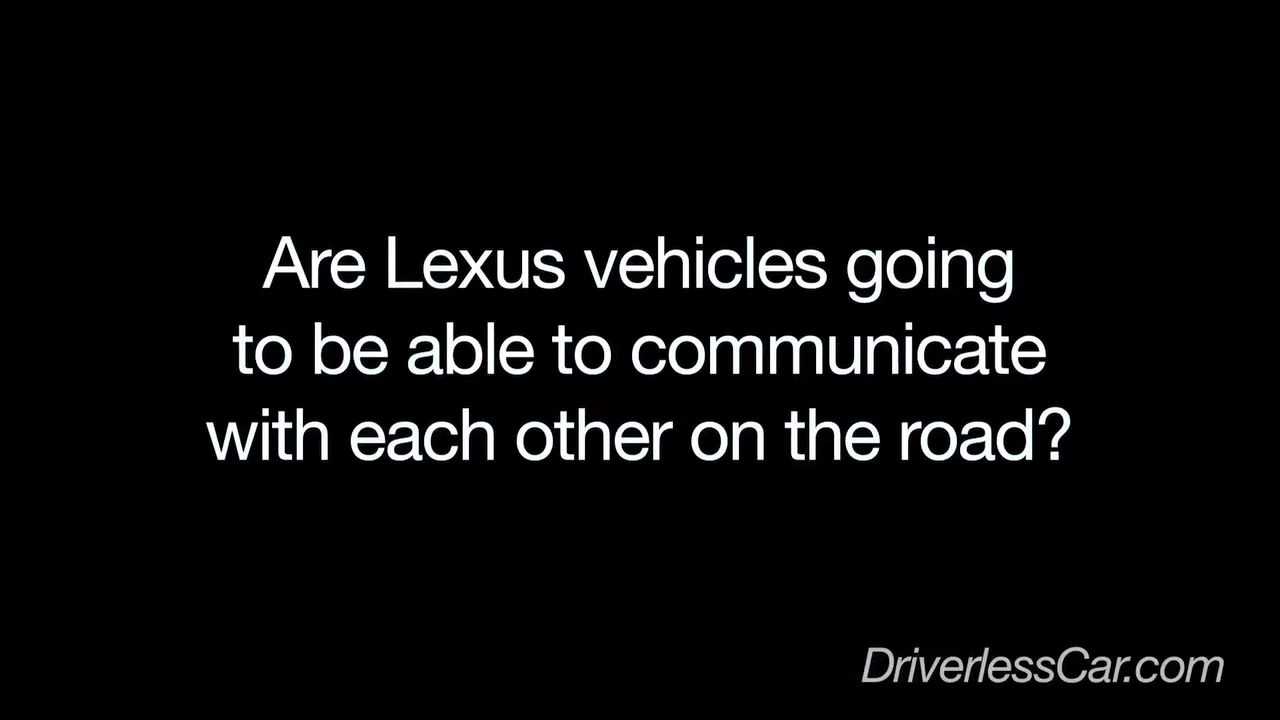 Are Lexus vehicles going
to be able to communicate
with each other on the road?
DriverlessCar.com